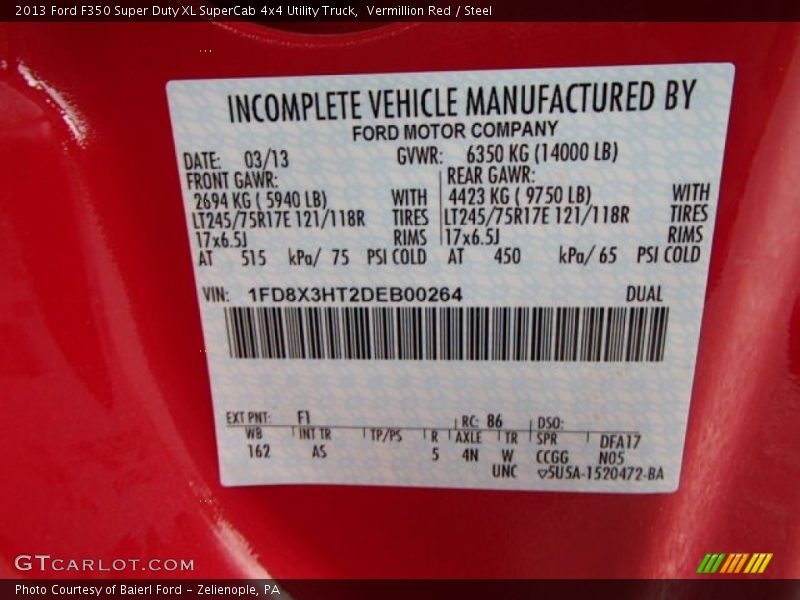 2013 Ford F350 Super Duty XL SuperCab 4x4 Utility Truck, Vermillion Red / Steel
INCOMPLETE VEHICLE MANUFACTURED BY
FORD MOTOR COMPANY
DATE: 03/13 GVWR: 6350 KG (14000 LB)
FRONT GAWR: REAR GAWR:
2694 KG ( 5940 LB) WITH 4423 KG ( 9750 LB) WITH
LT245/75R17E 121/118R TIRES LT245/75R17E 121/118R TIRES
17x6.5J RIMS 17x6.5J RIMS
AT 515 kPa/ 75 PSI COLD AT 450 kPa/ 65 PSI COLD
VIN: 1FD8X3HT2DEB00264 DUAL
EXT PNT: F1 RC: 86 DSO:
WB INT TR TP/PS R AXLE TR SPR DFA17
162 AS 5 4N W CCGG N05
UNC ▽5U5A-1520472-BA
GTCARLOT.COM
Photo Courtesy of Baierl Ford - Zelienople, PA